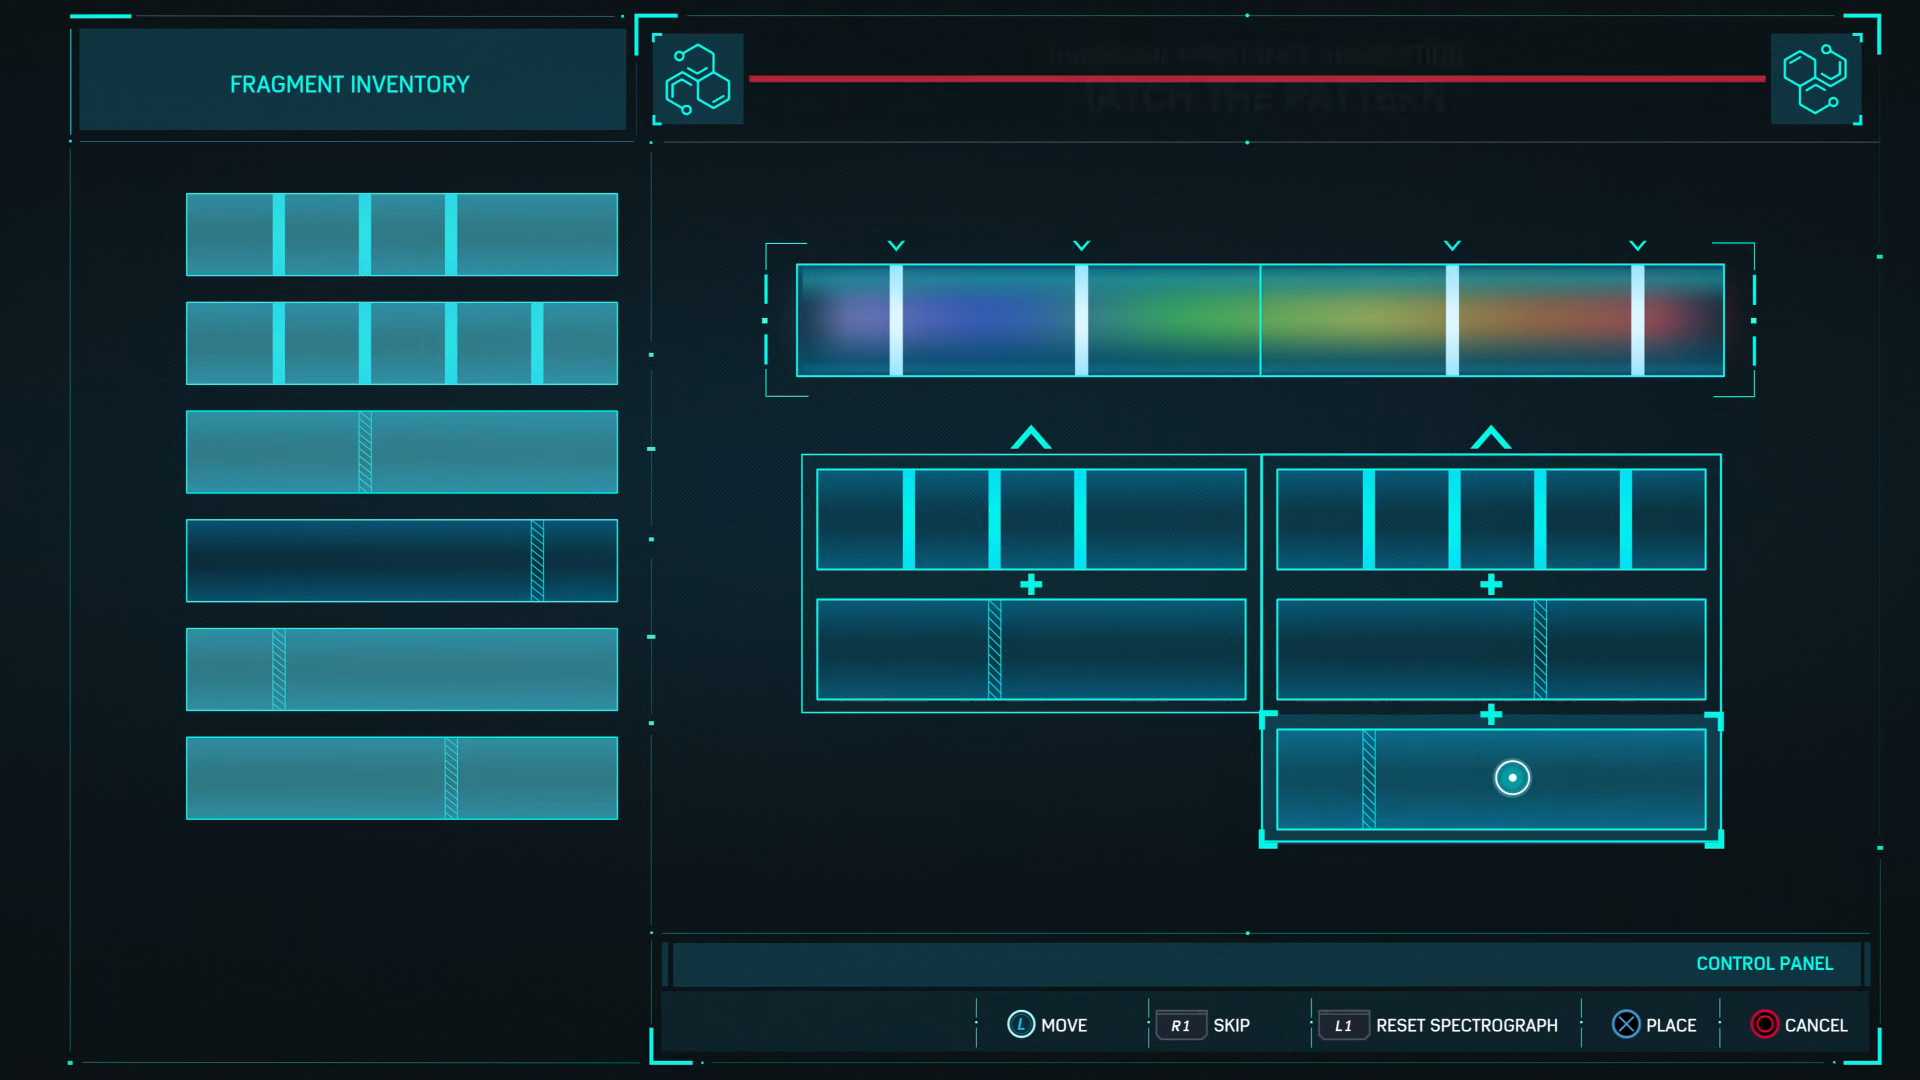 FRAGMENT INVENTORY
CONTROL PANEL
L MOVE
R1 SKIP
L1 RESET SPECTROGRAPH
PLACE
CANCEL